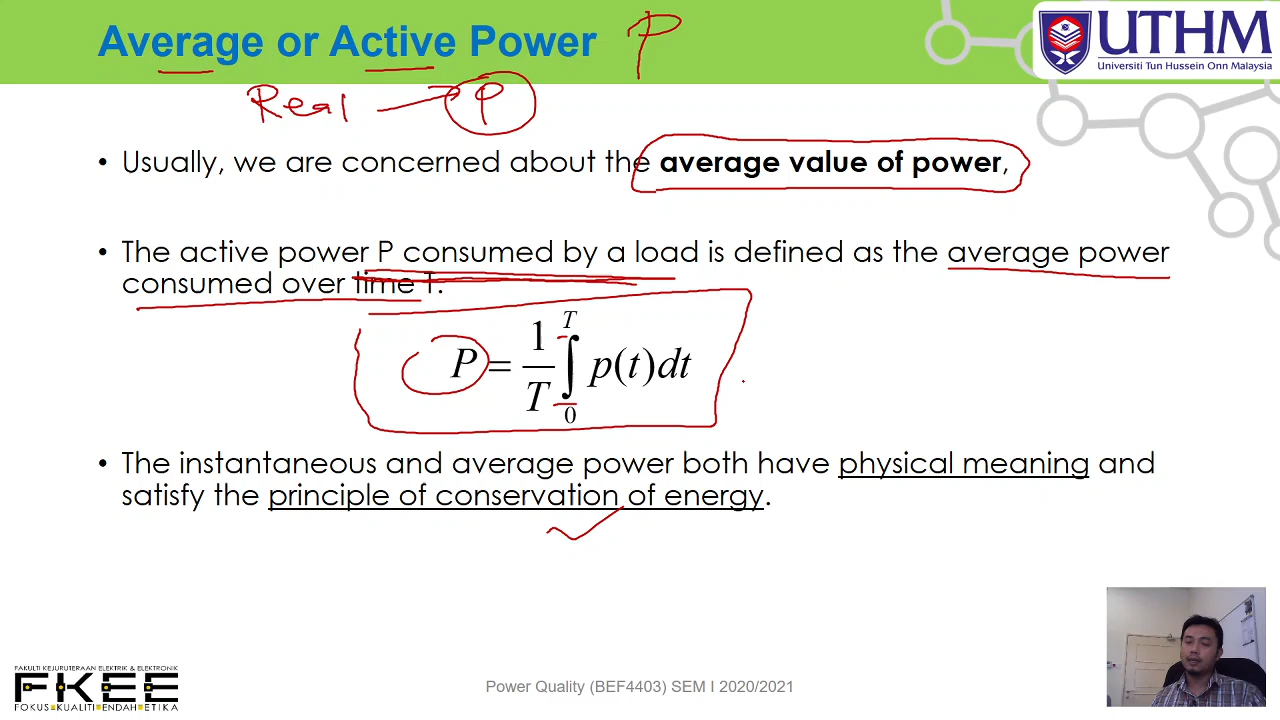 Average or Active Power P
UTHM
Universiti Tun Hussein Onn Malaysia
Real → P
• Usually, we are concerned about the average value of power,
• The active power P consumed by a load is defined as the average power
consumed over time T.
P = 1/T ∫₀ᵀ p(t)dt
• The instantaneous and average power both have physical meaning and
satisfy the principle of conservation of energy.
FAKULTI KEJURUTERAAN ELEKTRIK & ELEKTRONIK
FKEE
FOKUS KUALITI ENDAH ETIKA
Power Quality (BEF4403) SEM I 2020/2021